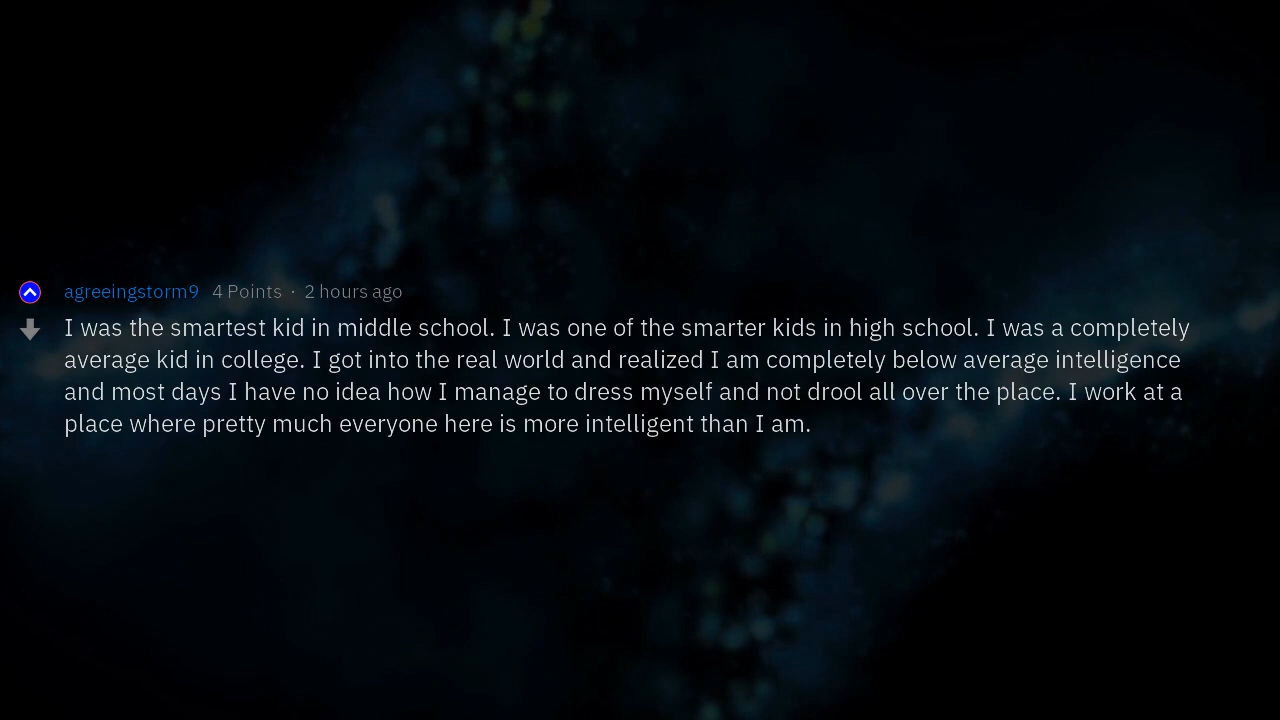 agreeingstorm9 4 Points · 2 hours ago
I was the smartest kid in middle school. I was one of the smarter kids in high school. I was a completely
average kid in college. I got into the real world and realized I am completely below average intelligence
and most days I have no idea how I manage to dress myself and not drool all over the place. I work at a
place where pretty much everyone here is more intelligent than I am.